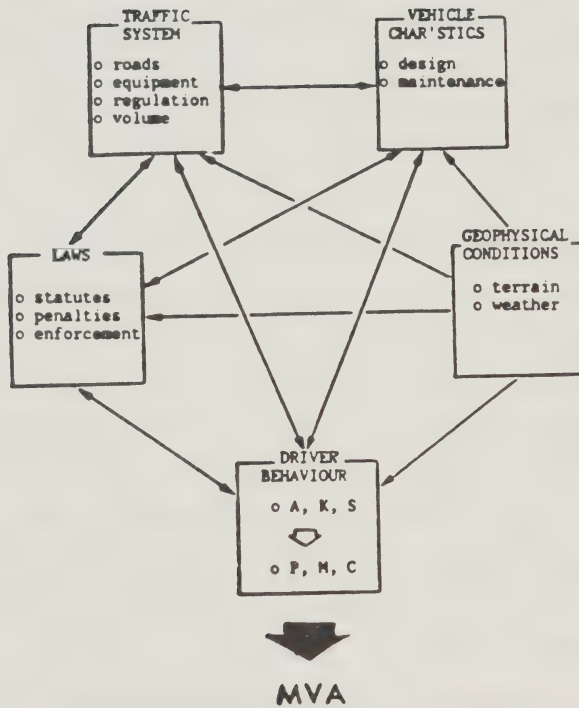 TRAFFIC
SYSTEM
o roads
o equipment
o regulation
o volume
VEHICLE
CHAR'STICS
o design
o maintenance
LAWS
o statutes
o penalties
o enforcement
GEOPHYSICAL
CONDITIONS
o terrain
o weather
DRIVER
BEHAVIOUR
o A, K, S
o P, M, C
MVA